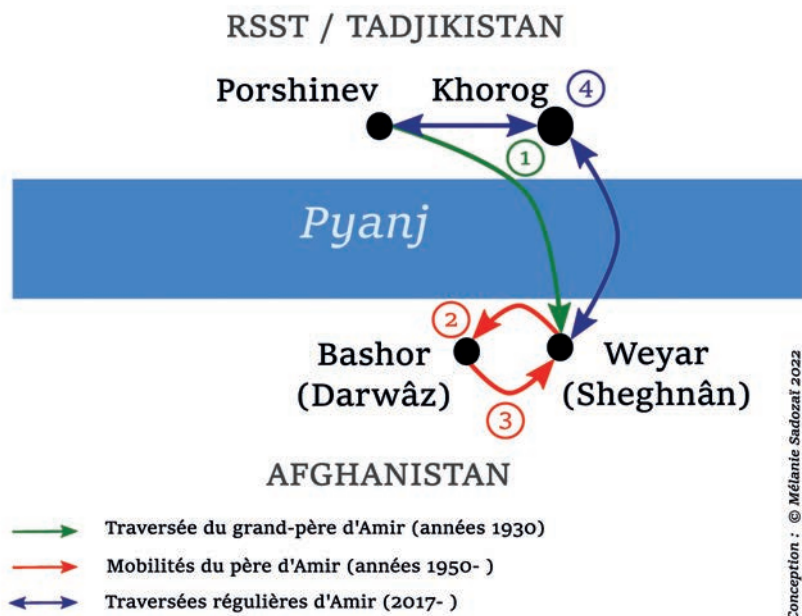 RSST / TADJIKISTAN
Porshinev
Khorog
4
1
Pyanj
2
Bashor
(Darwâz)
Weyar
(Sheghnân)
3
AFGHANISTAN
Traversée du grand-père d'Amir (années 1930)
Mobilités du père d'Amir (années 1950- )
Traversées régulières d'Amir (2017- )
Conception : © Mélanie Sadozaï 2022